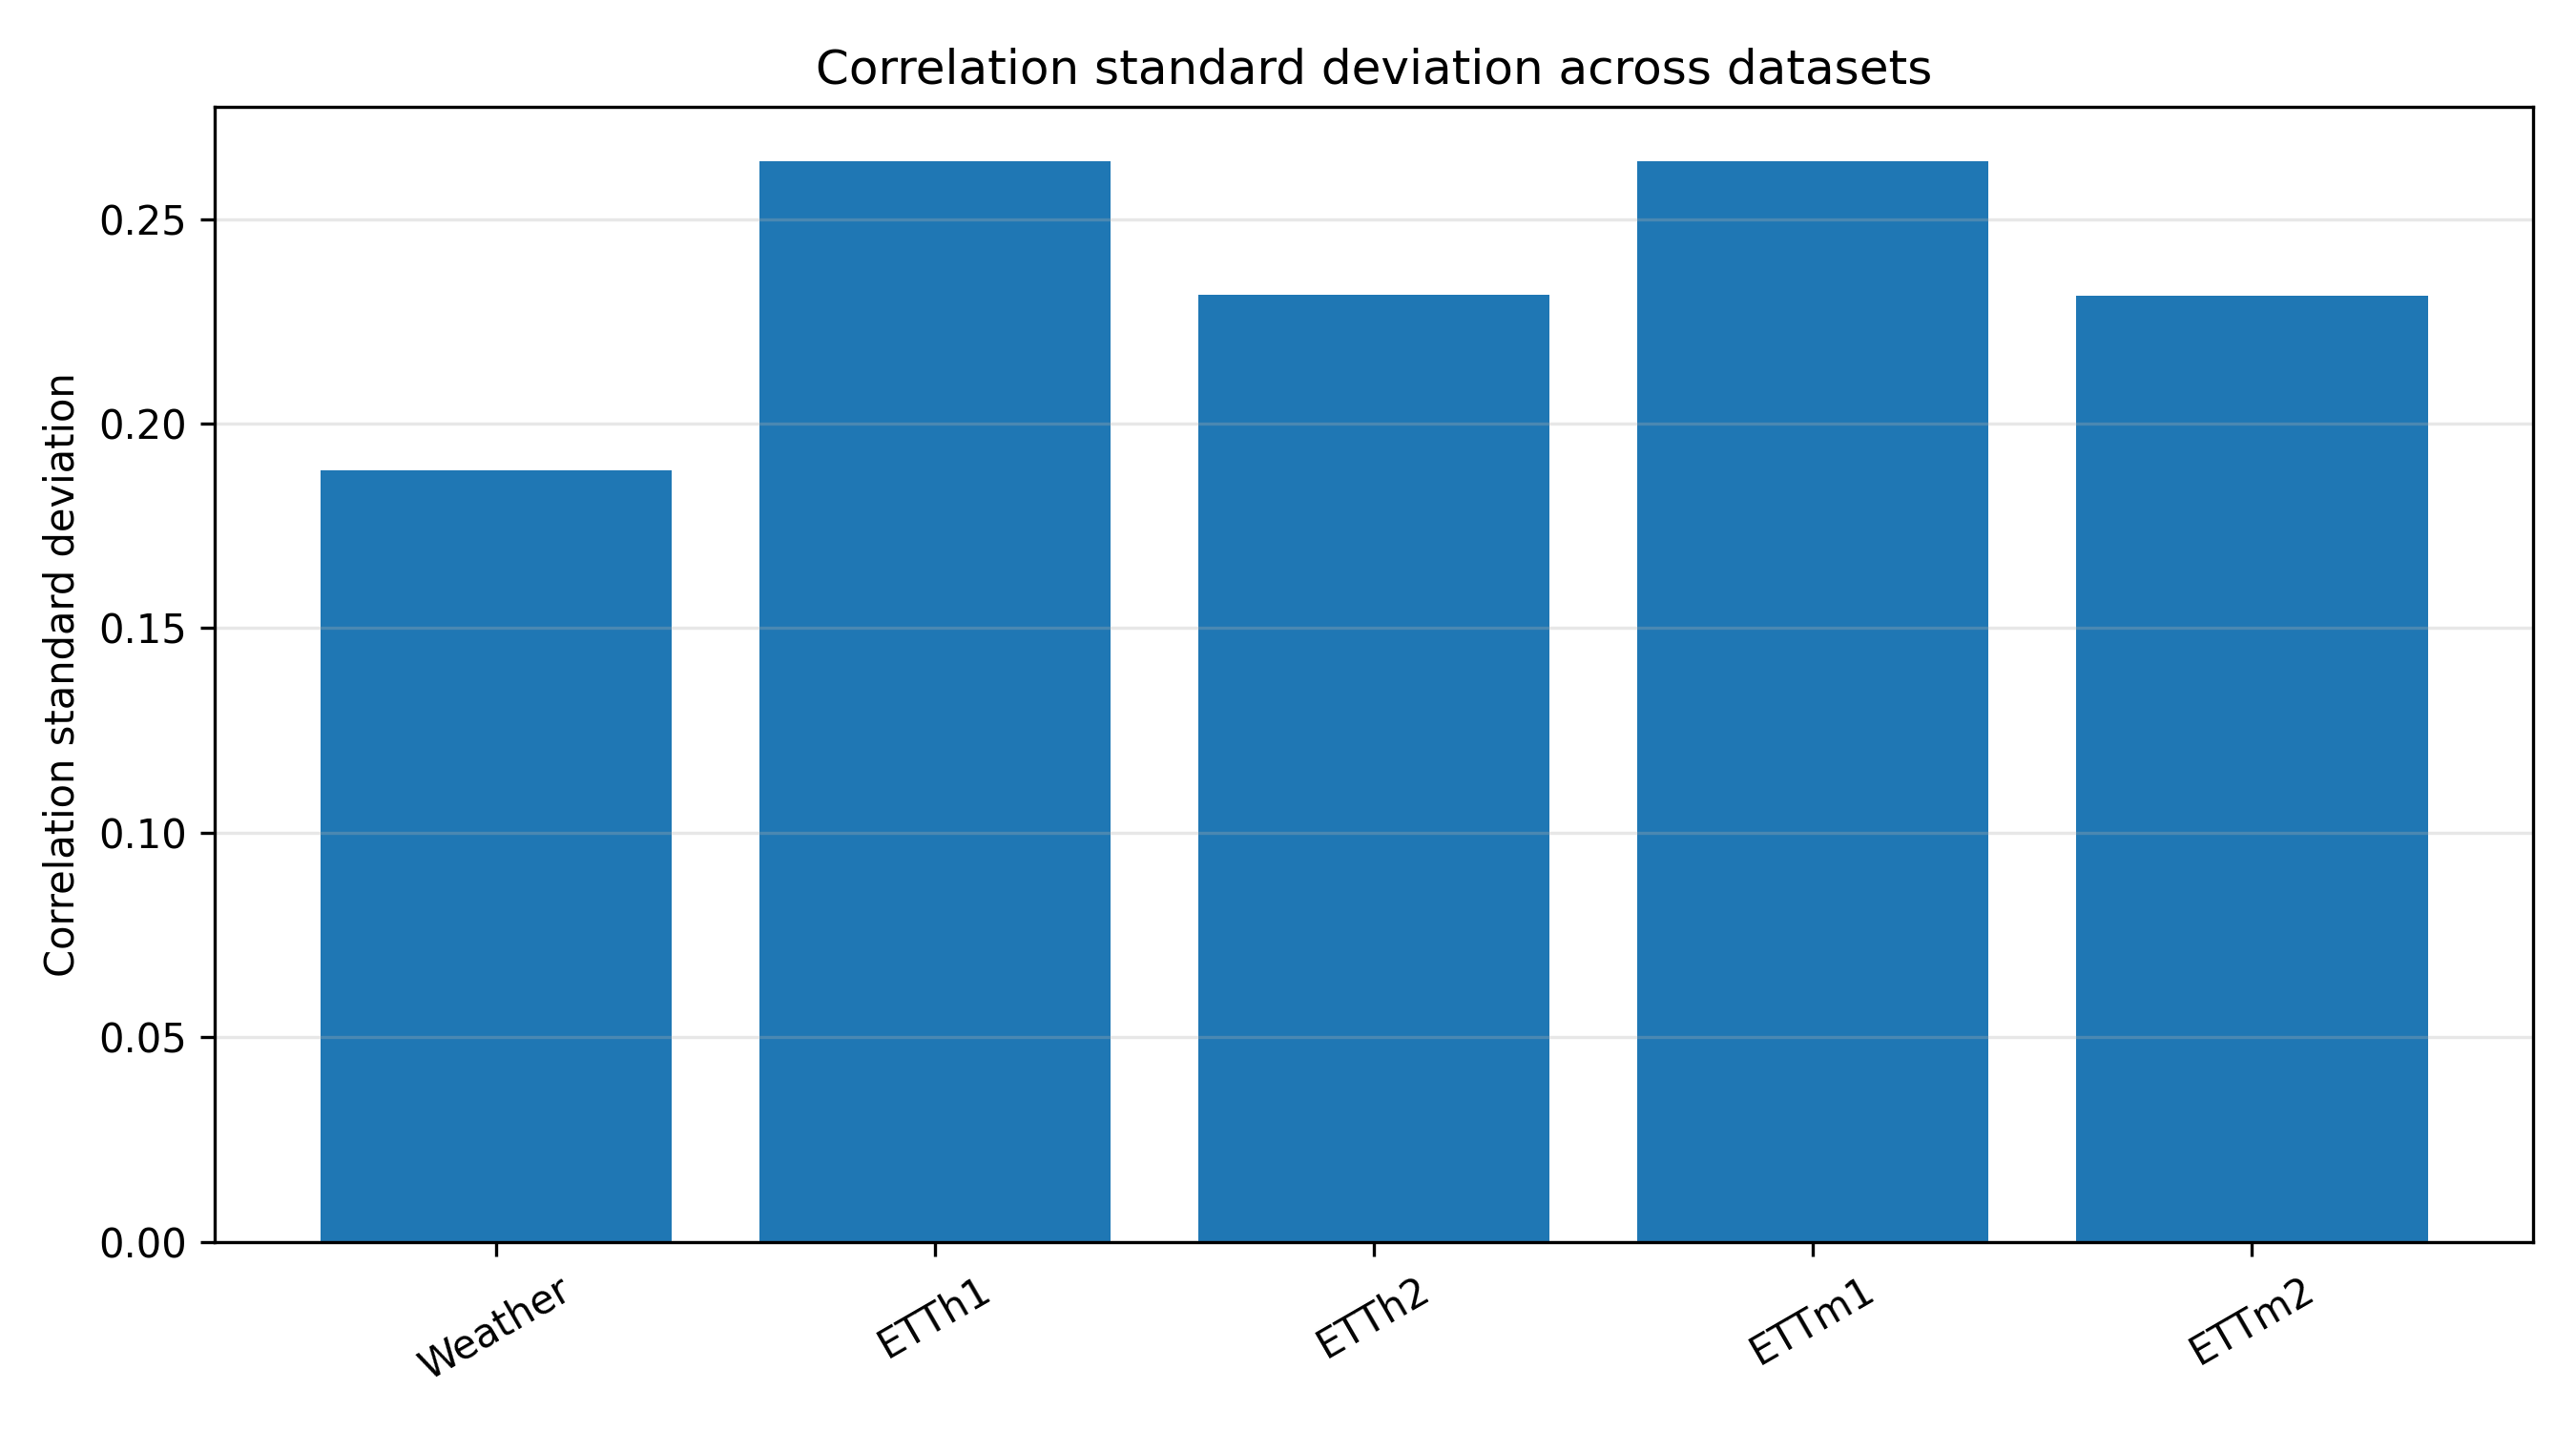 Correlation standard deviation across datasets
Correlation standard deviation
0.25
0.20
0.15
0.10
0.05
0.00
Weather
ETTh1
ETTh2
ETTm1
ETTm2